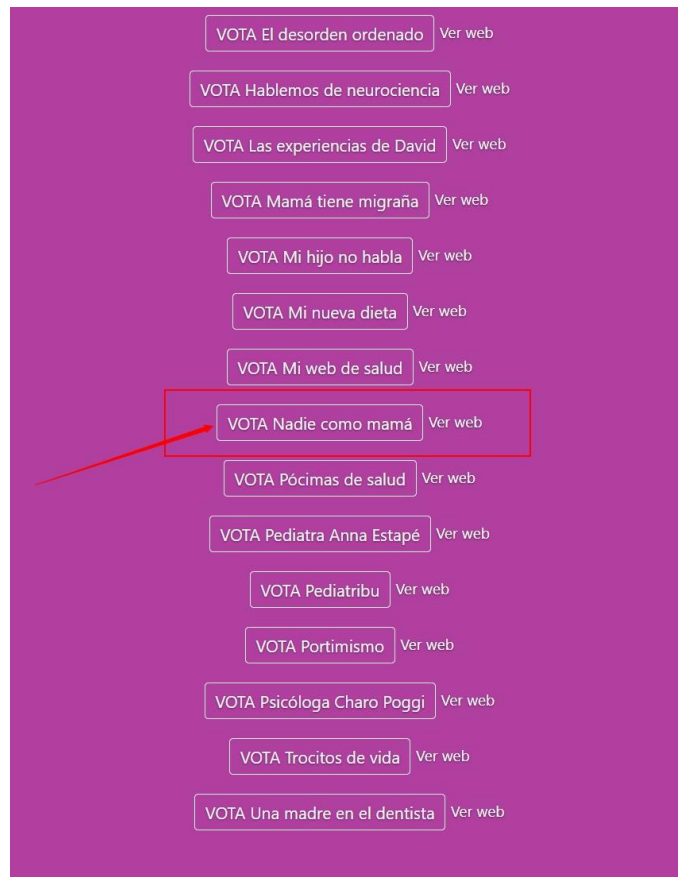 VOTA El desorden ordenado Ver web
VOTA Hablemos de neurociencia Ver web
VOTA Las experiencias de David Ver web
VOTA Mamá tiene migraña Ver web
VOTA Mi hijo no habla Ver web
VOTA Mi nueva dieta Ver web
VOTA Mi web de salud Ver web
VOTA Nadie como mamá Ver web
VOTA Pócimas de salud Ver web
VOTA Pediatra Anna Estapé Ver web
VOTA Pediatribu Ver web
VOTA Portimismo Ver web
VOTA Psicóloga Charo Poggi Ver web
VOTA Trocitos de vida Ver web
VOTA Una madre en el dentista Ver web